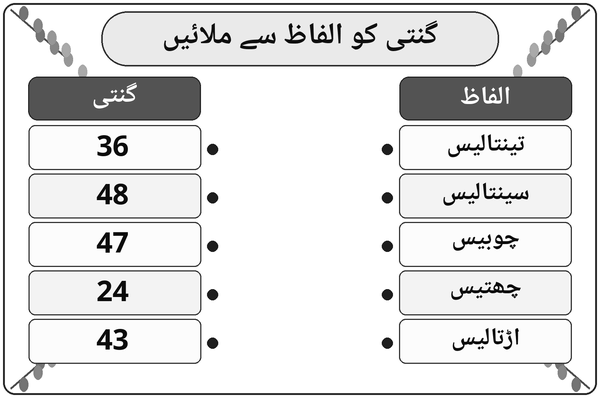 گنتی کو الفاظ سے ملائیں
الفاظ
گنتی
تینتالیس
36
سینتالیس
48
چوبیس
47
چھتیس
24
اڑتالیس
43